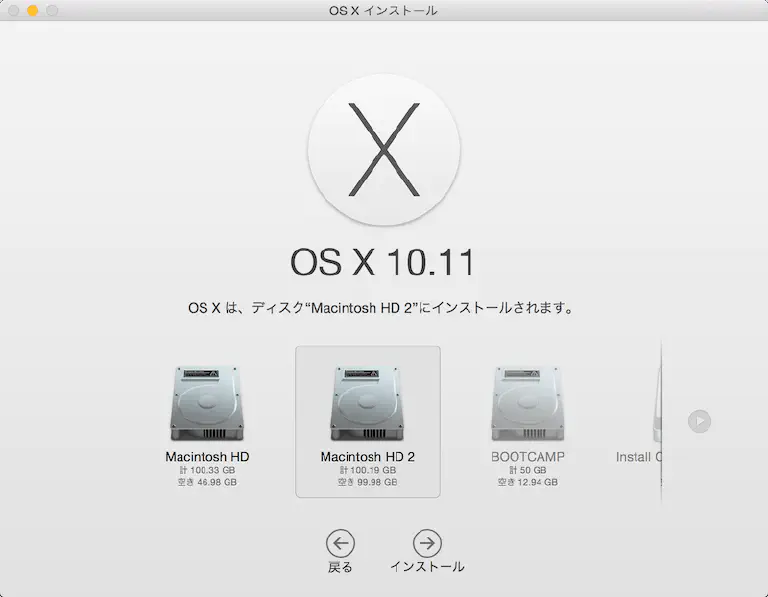 OS X インストール
OS X 10.11
OS X は、ディスク“Macintosh HD 2”にインストールされます。
Macintosh HD
計 100.33 GB
空き 46.98 GB
Macintosh HD 2
計 100.19 GB
空き 99.98 GB
BOOTCAMP
計 50 GB
空き 12.94 GB
Install
戻る
インストール